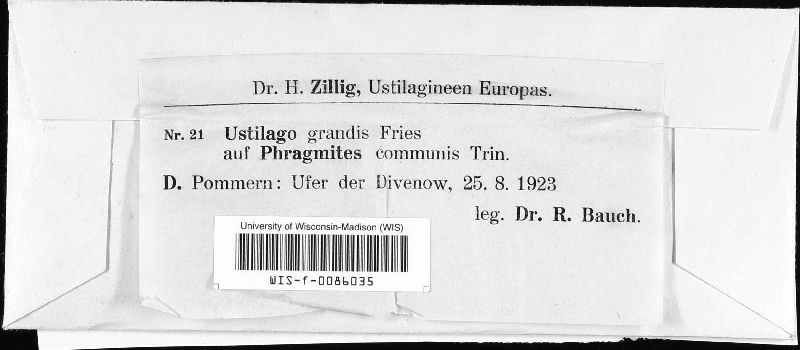 Dr. H. Zillig, Ustilagineen Europas.
Nr. 21 Ustilago grandis Fries
auf Phragmites communis Trin.
D. Pommern: Ufer der Divenow, 25. 8. 1923
leg. Dr. R. Bauch.
University of Wisconsin-Madison (WIS)
WIS-f-0086035